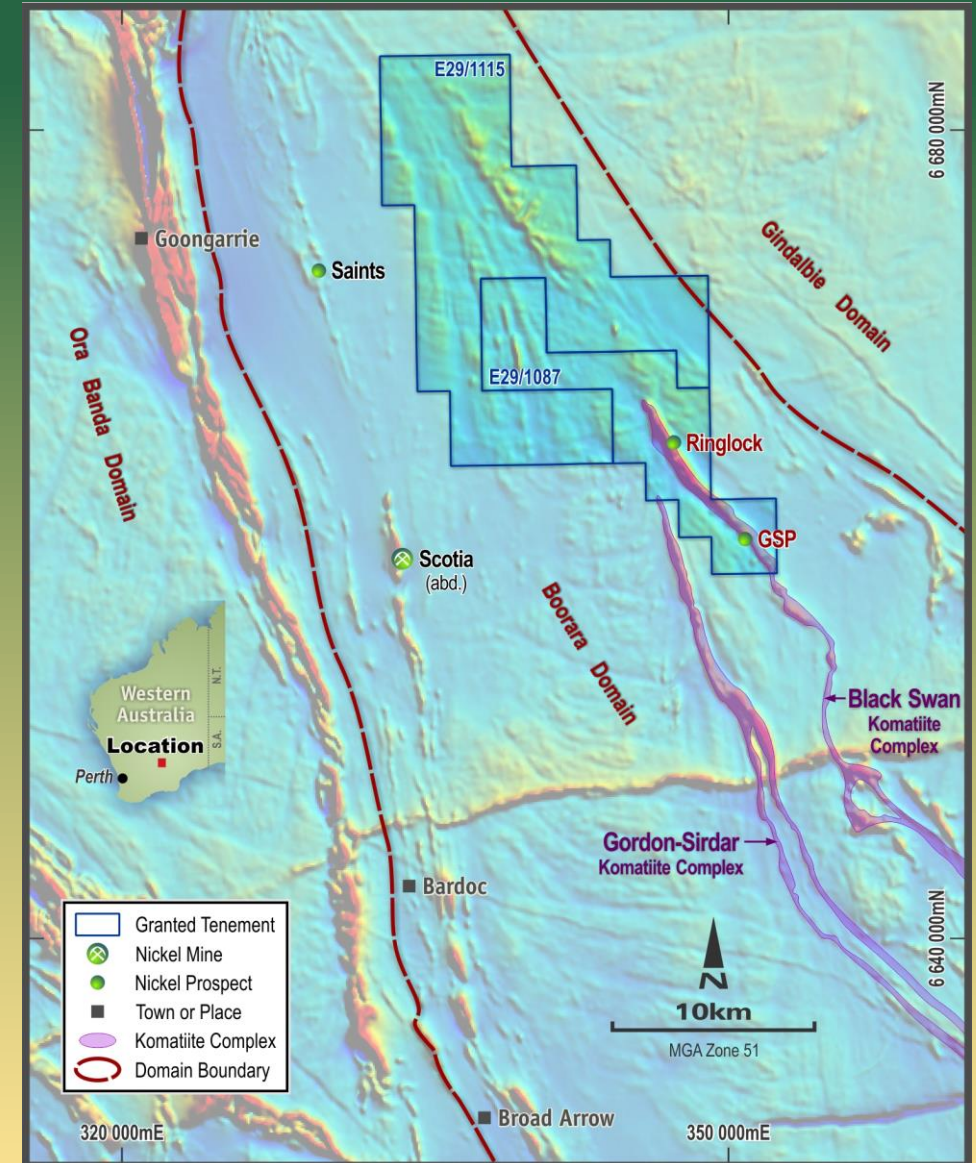 E29/1115
6 680 000mN
Goongarrie
Saints
Gindalbie Domain
Ora Banda Domain
E29/1087
Ringlock
GSP
Scotia
(abd.)
Boorara Domain
N.T.
Western
Australia
S.A.
Location
Perth
Black Swan
Komatiite
Complex
Gordon-Sirdar
Komatiite Complex
Bardoc
Granted Tenement
Nickel Mine
Nickel Prospect
Town or Place
Komatiite Complex
Domain Boundary
N
10km
MGA Zone 51
6 640 000mN
Broad Arrow
320 000mE
350 000mE